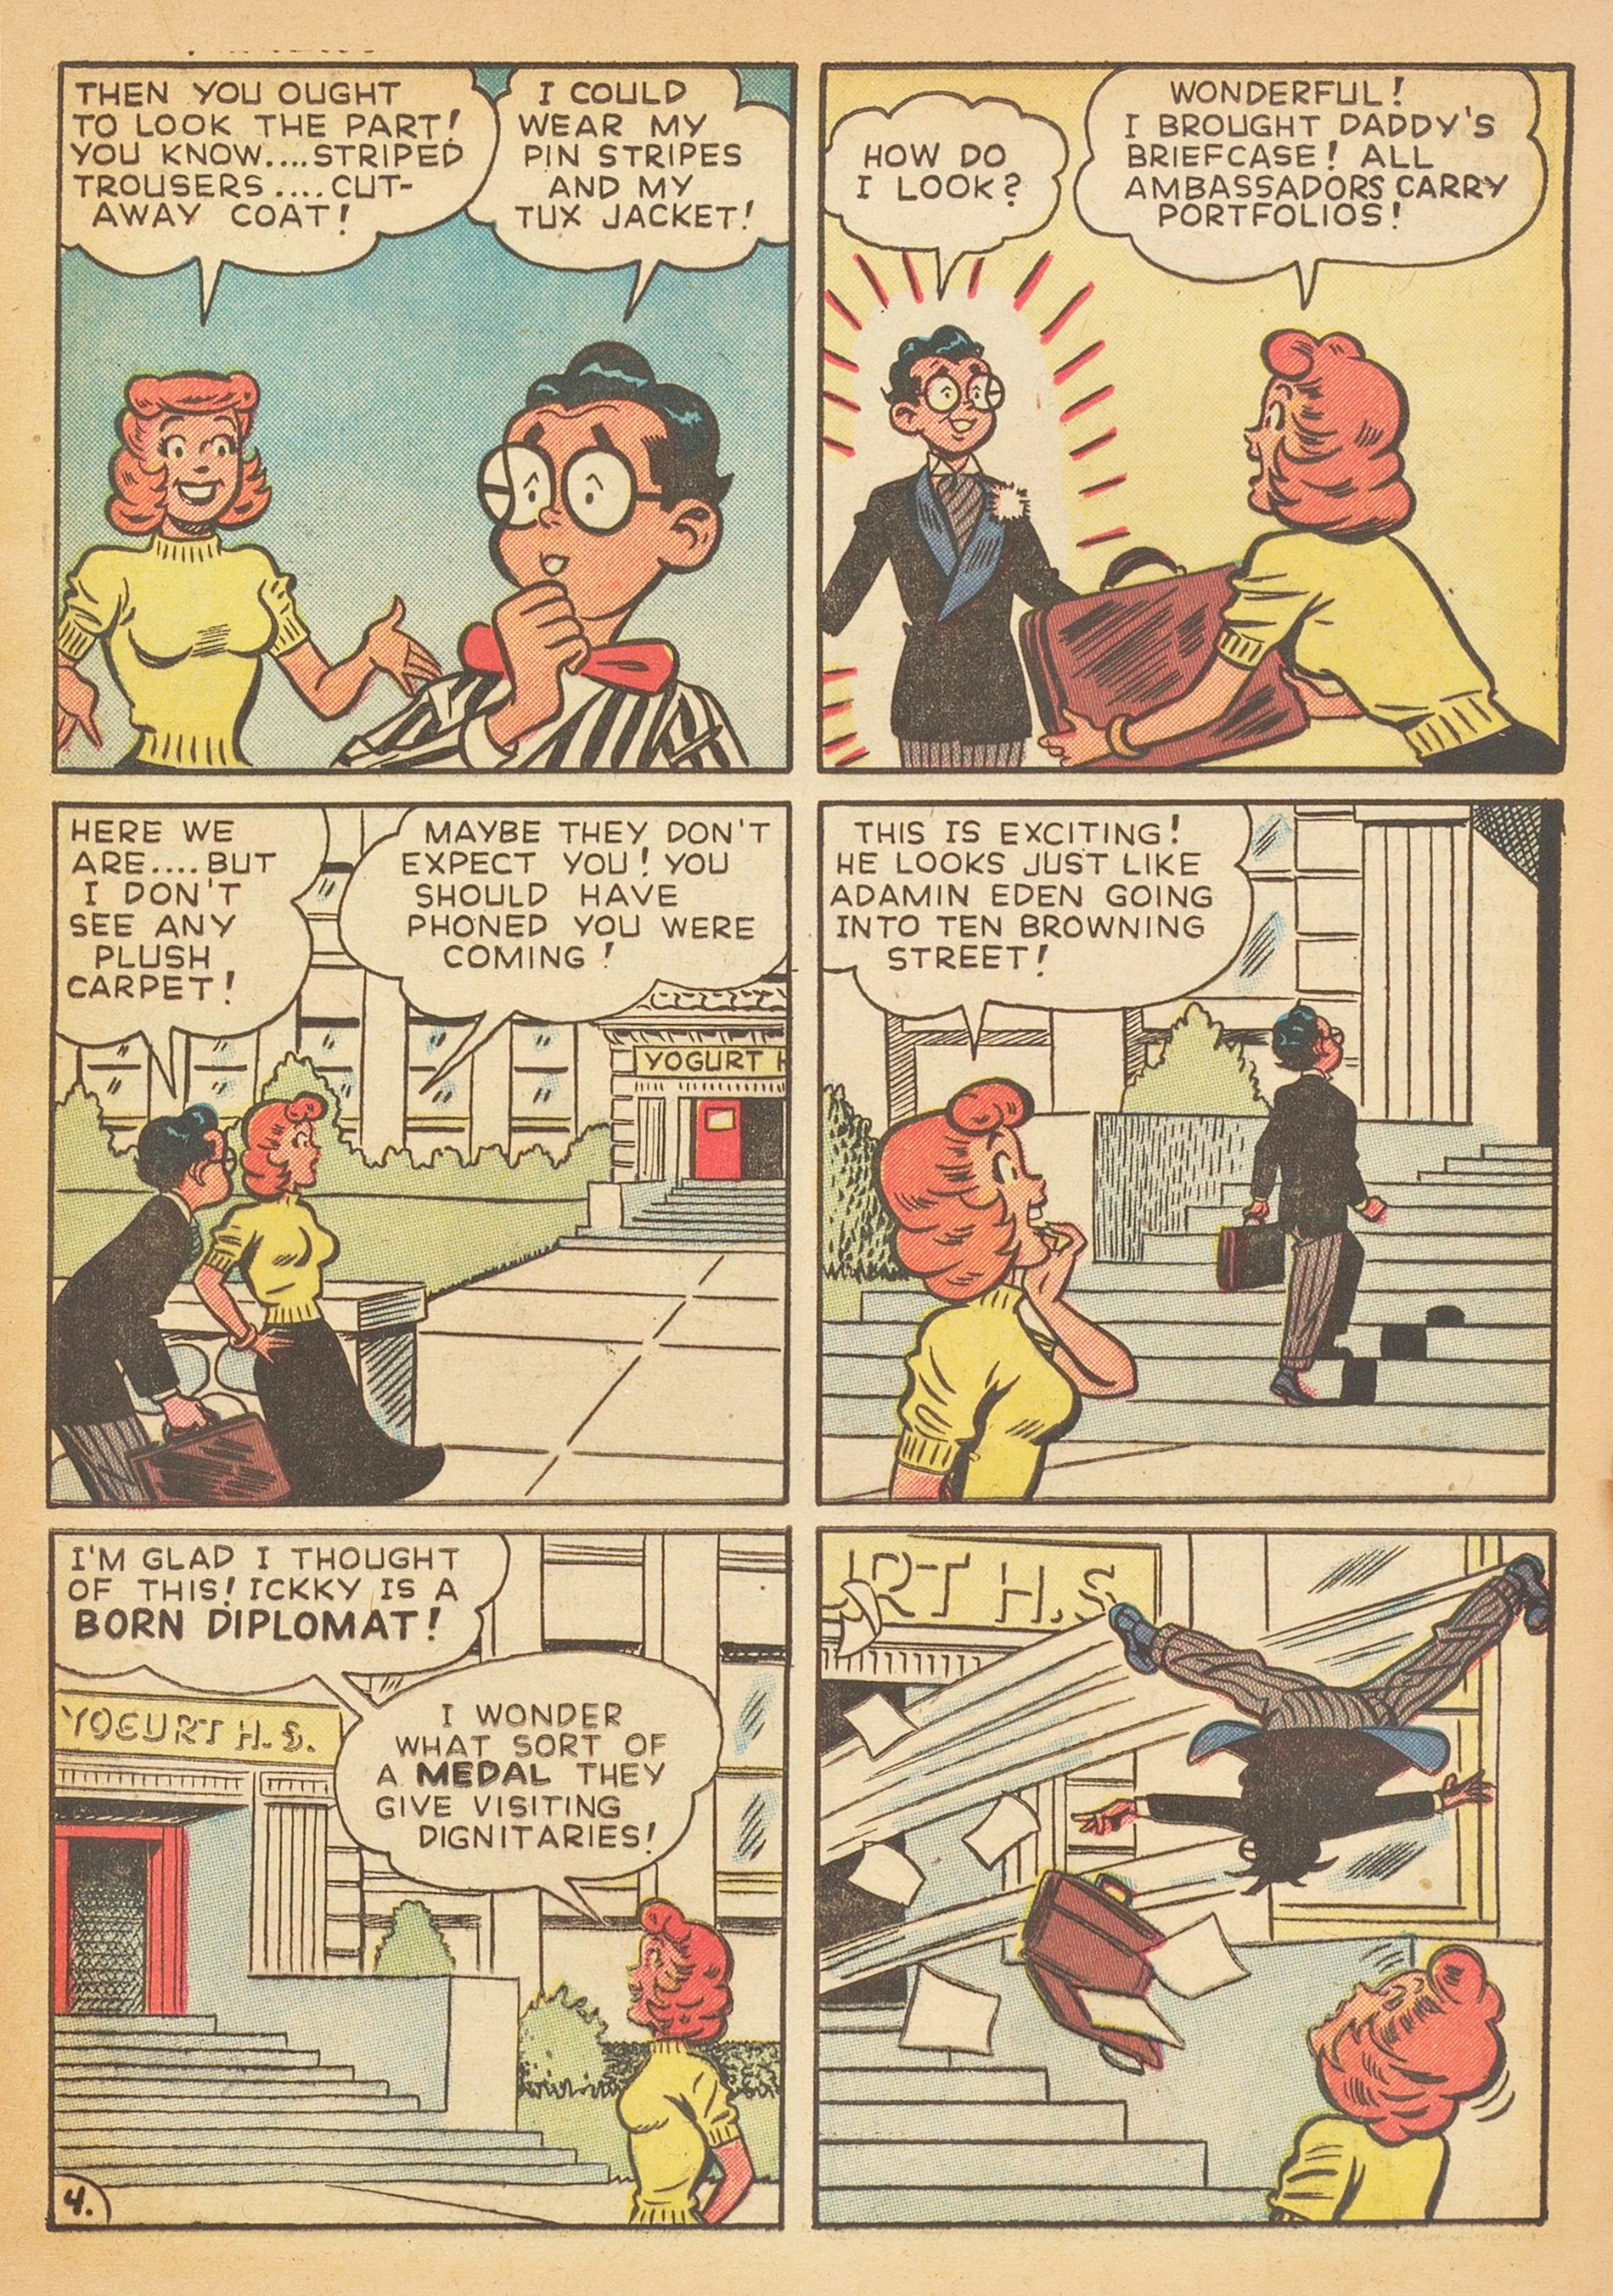 THEN YOU OUGHT
TO LOOK THE PART!
YOU KNOW....STRIPED
TROUSERS....CUT-
AWAY COAT!
I COULD
WEAR MY
PIN STRIPES
AND MY
TUX JACKET!
HOW DO
I LOOK?
WONDERFUL!
I BROUGHT DADDY'S
BRIEFCASE! ALL
AMBASSADORS CARRY
PORTFOLIOS!
HERE WE
ARE....BUT
I DON'T
SEE ANY
PLUSH
CARPET!
MAYBE THEY DON'T
EXPECT YOU! YOU
SHOULD HAVE
PHONED YOU WERE
COMING!
YOGURT H
THIS IS EXCITING!
HE LOOKS JUST LIKE
ADAMIN EDEN GOING
INTO TEN BROWNING
STREET!
I'M GLAD I THOUGHT
OF THIS! ICKKY IS A
BORN DIPLOMAT!
I WONDER
WHAT SORT OF
A MEDAL THEY
GIVE VISITING
DIGNITARIES!
YOGURT H.S.
4.
URT H.S